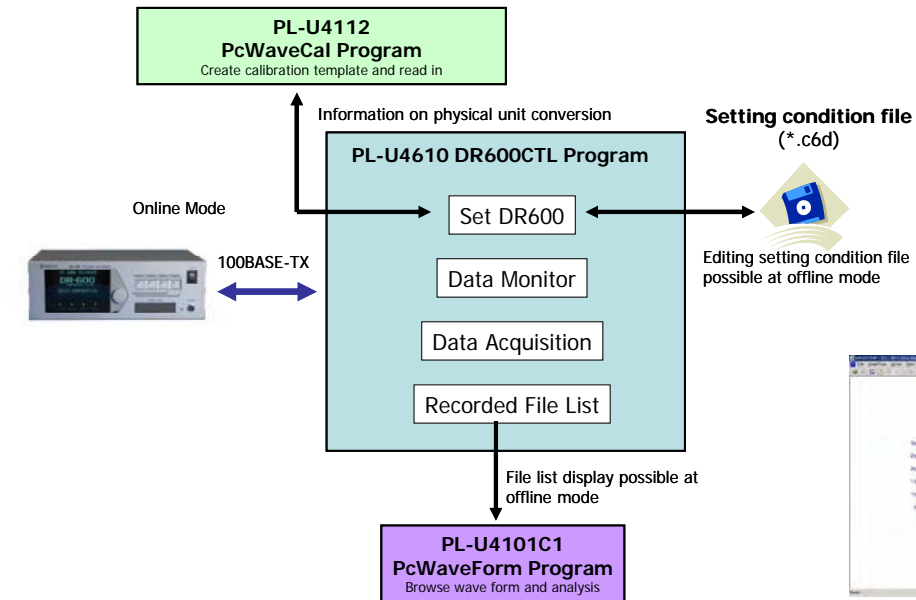 PL-U4112
PcWaveCal Program
Create calibration template and read in
Information on physical unit conversion
Setting condition file
(*.c6d)
PL-U4610 DR600CTL Program
Online Mode
Set DR600
100BASE-TX
DR-600
Data Monitor
Editing setting condition file
possible at offline mode
Data Acquisition
Recorded File List
File list display possible at
offline mode
PL-U4101C1
PcWaveForm Program
Browse wave form and analysis